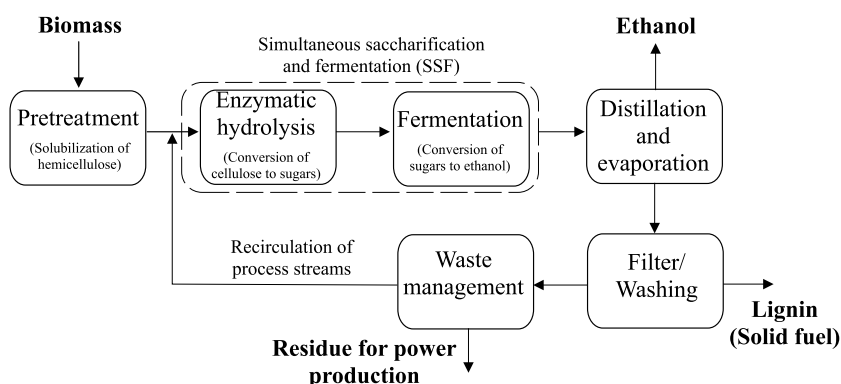 Biomass
Simultaneous saccharification
and fermentation (SSF)
Ethanol
Pretreatment
(Solubilization of
hemicellulose)
Enzymatic
hydrolysis
(Conversion of
cellulose to sugars)
Fermentation
(Conversion of
sugars to ethanol)
Distillation
and
evaporation
Recirculation of
process streams
Waste
management
Filter/
Washing
Lignin
(Solid fuel)
Residue for power
production